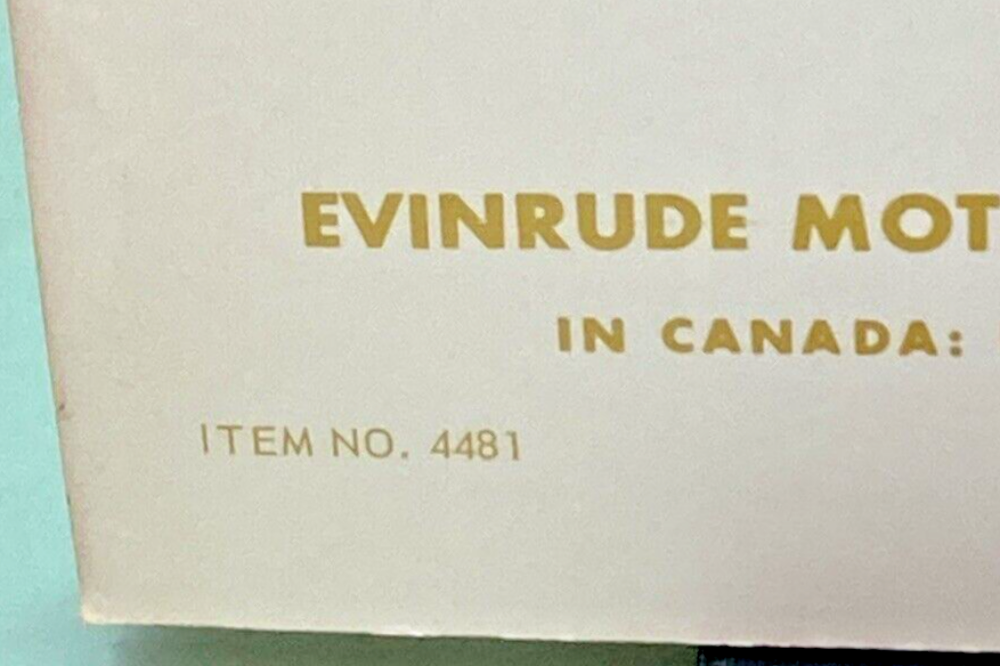 EVINRUDE MOT
IN CANADA:
ITEM NO. 4481